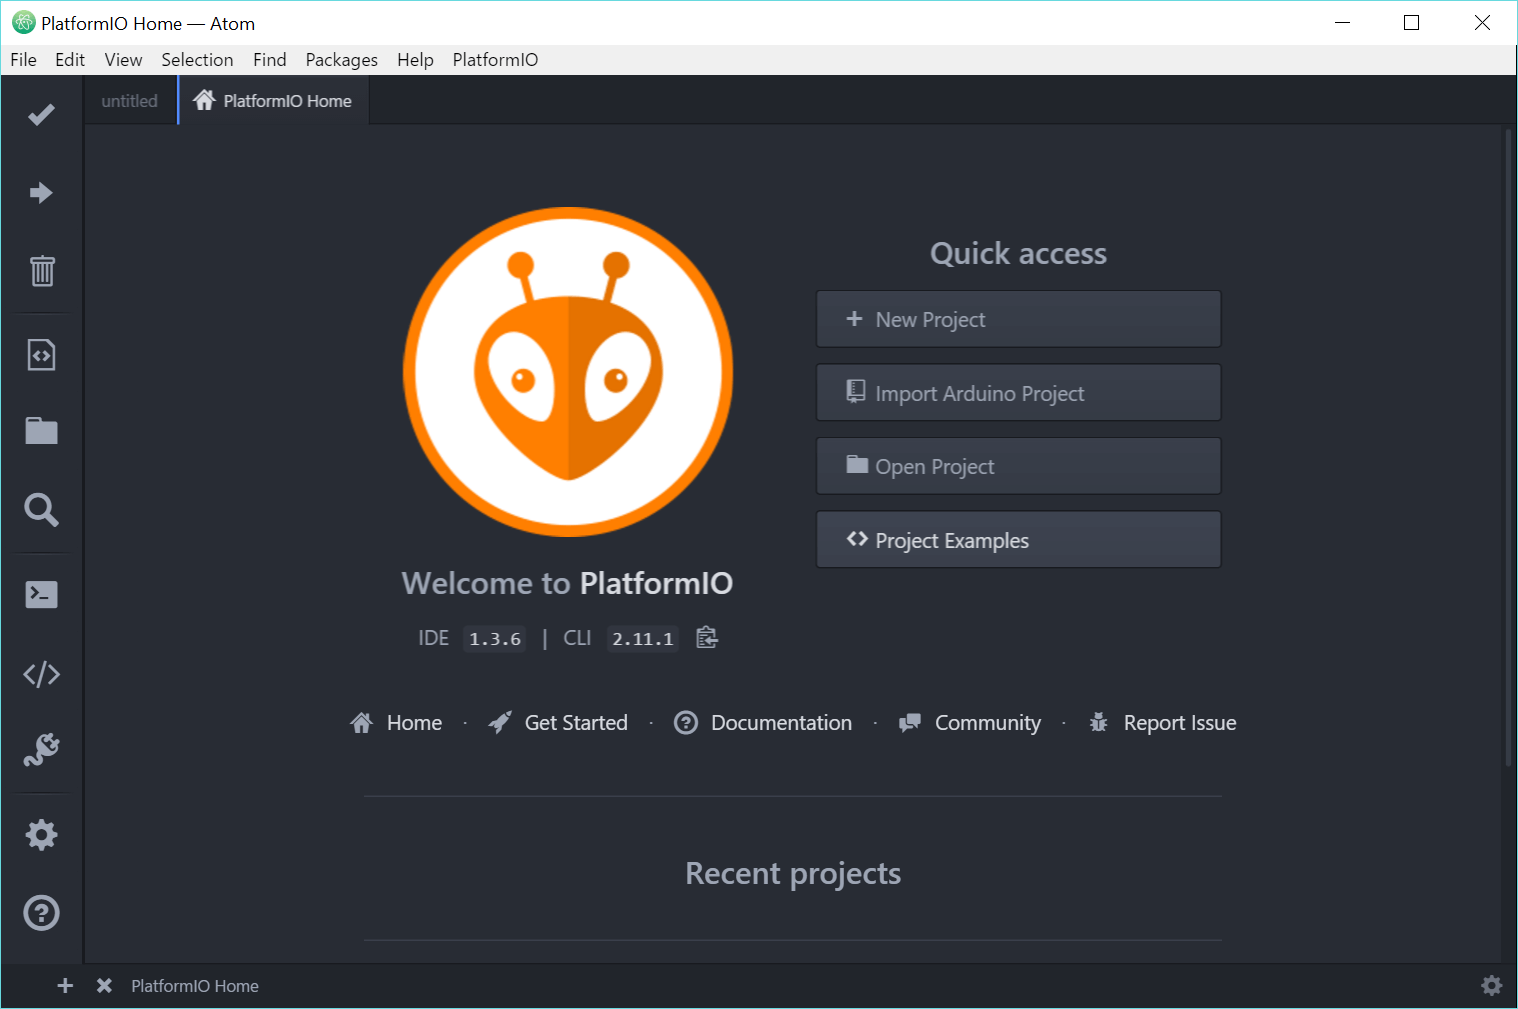 PlatformIO Home — Atom
File Edit View Selection Find Packages Help PlatformIO
untitled PlatformIO Home
Quick access
New Project
Import Arduino Project
Open Project
Project Examples
Welcome to PlatformIO
IDE 1.3.6 | CLI 2.11.1
Home · Get Started · Documentation · Community · Report Issue
Recent projects
PlatformIO Home